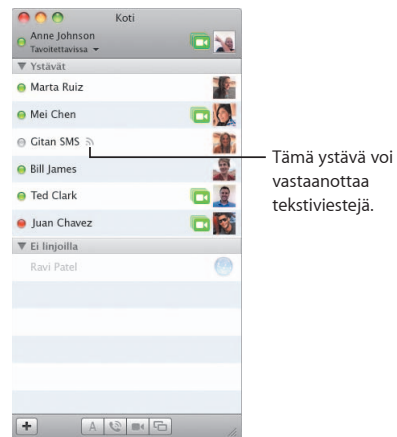 Koti
Anne Johnson
Tavoitettavissa
Ystävät
Marta Ruiz
Mei Chen
Gitan SMS
Bill James
Ted Clark
Juan Chavez
Ei linjoilla
Ravi Patel
A
Tämä ystävä voi
vastaanottaa
tekstiviestejä.